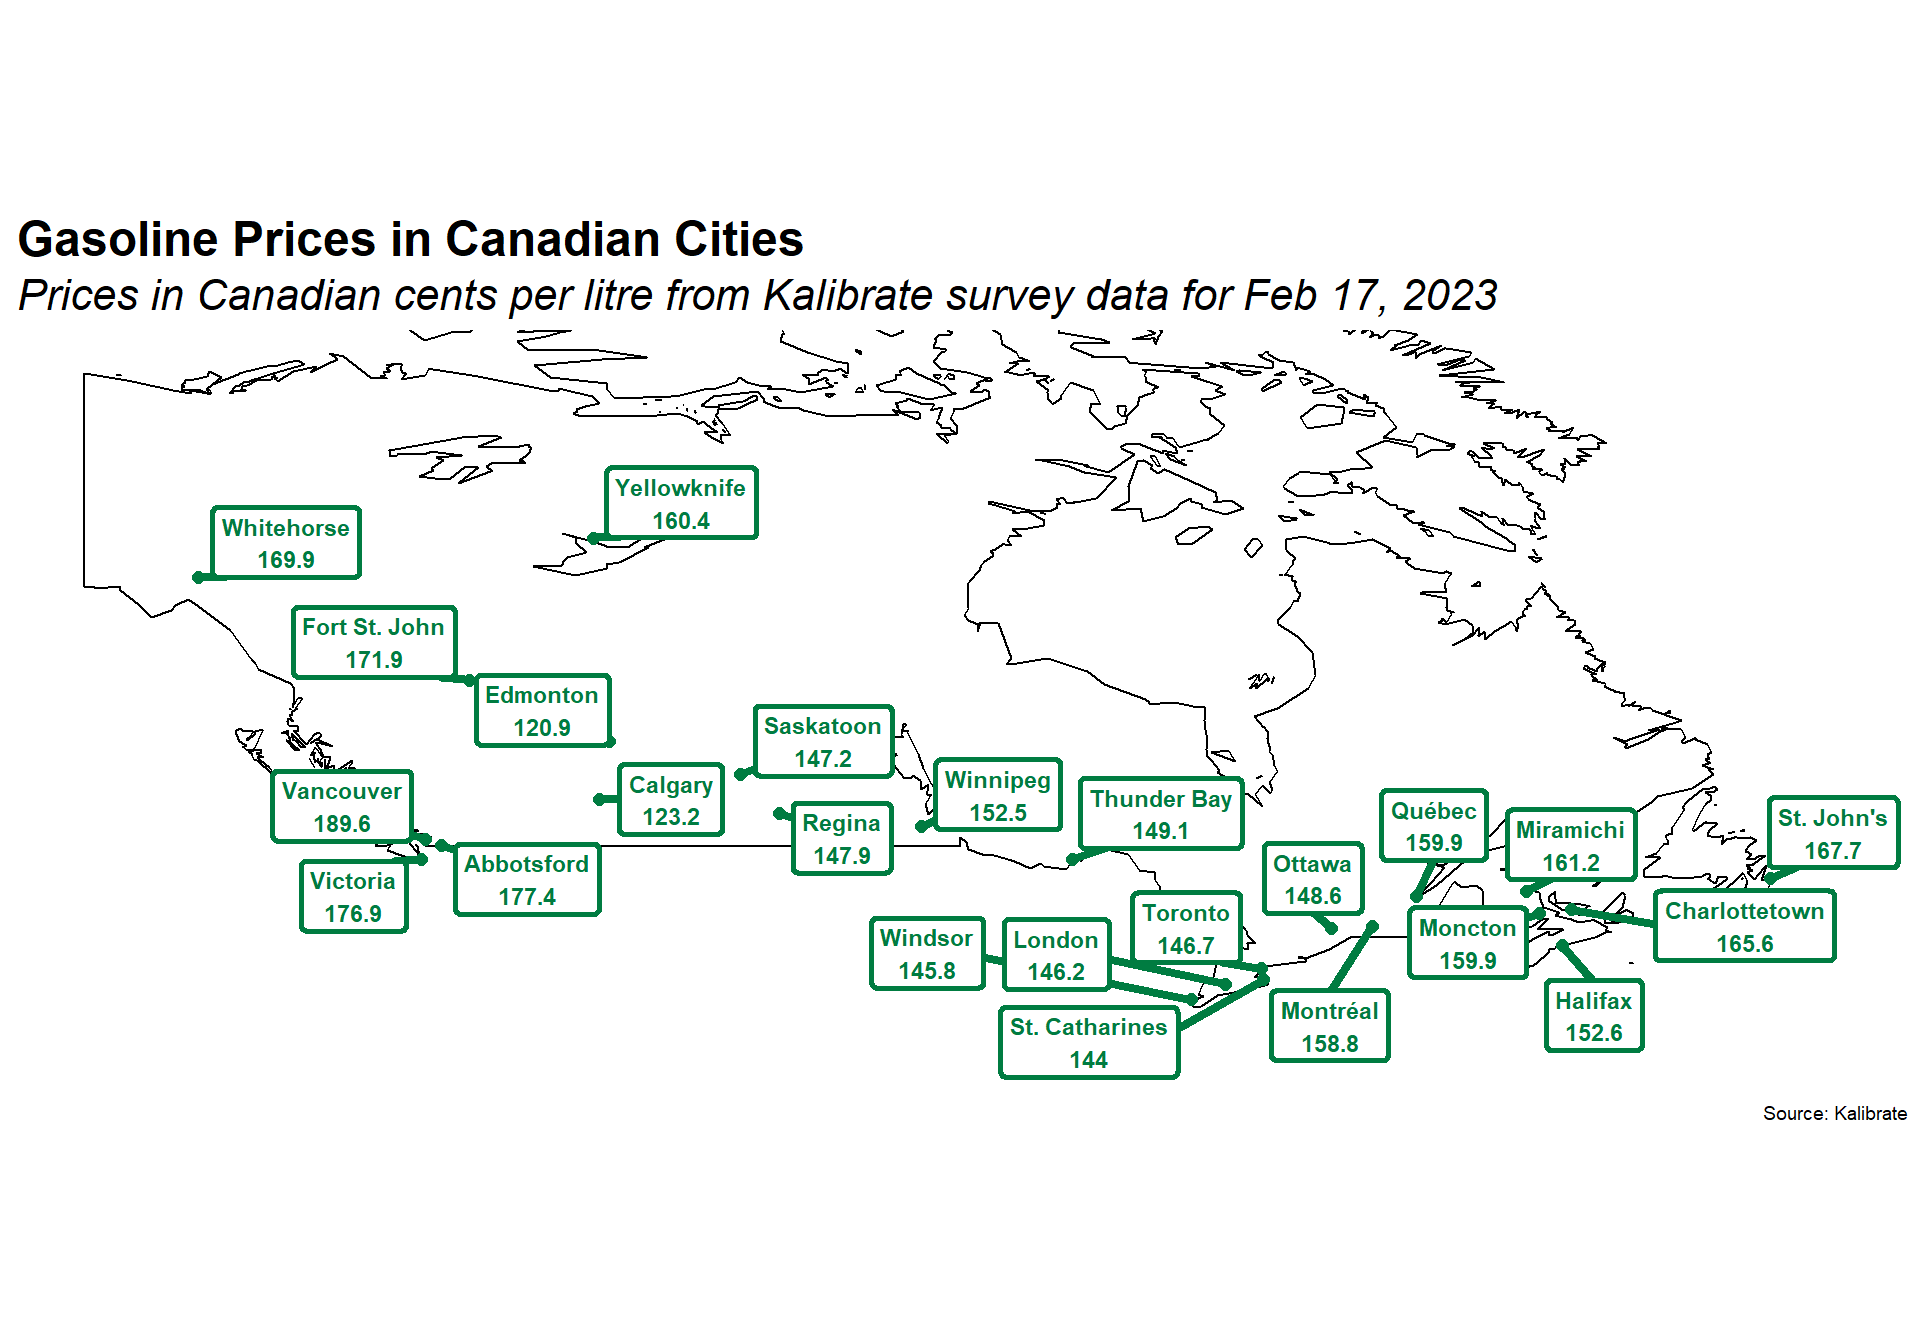 Gasoline Prices in Canadian Cities
Prices in Canadian cents per litre from Kalibrate survey data for Feb 17, 2023
Yellowknife
160.4
Whitehorse
169.9
Fort St. John
171.9
Edmonton
120.9
Saskatoon
147.2
Calgary
123.2
Winnipeg
152.5
Vancouver
189.6
Thunder Bay
149.1
Regina
147.9
Québec
159.9
Miramichi
161.2
St. John's
167.7
Abbotsford
177.4
Victoria
176.9
Ottawa
148.6
Toronto
146.7
Charlottetown
165.6
Moncton
159.9
Windsor
145.8
London
146.2
St. Catharines
144
Montréal
158.8
Halifax
152.6
Source: Kalibrate